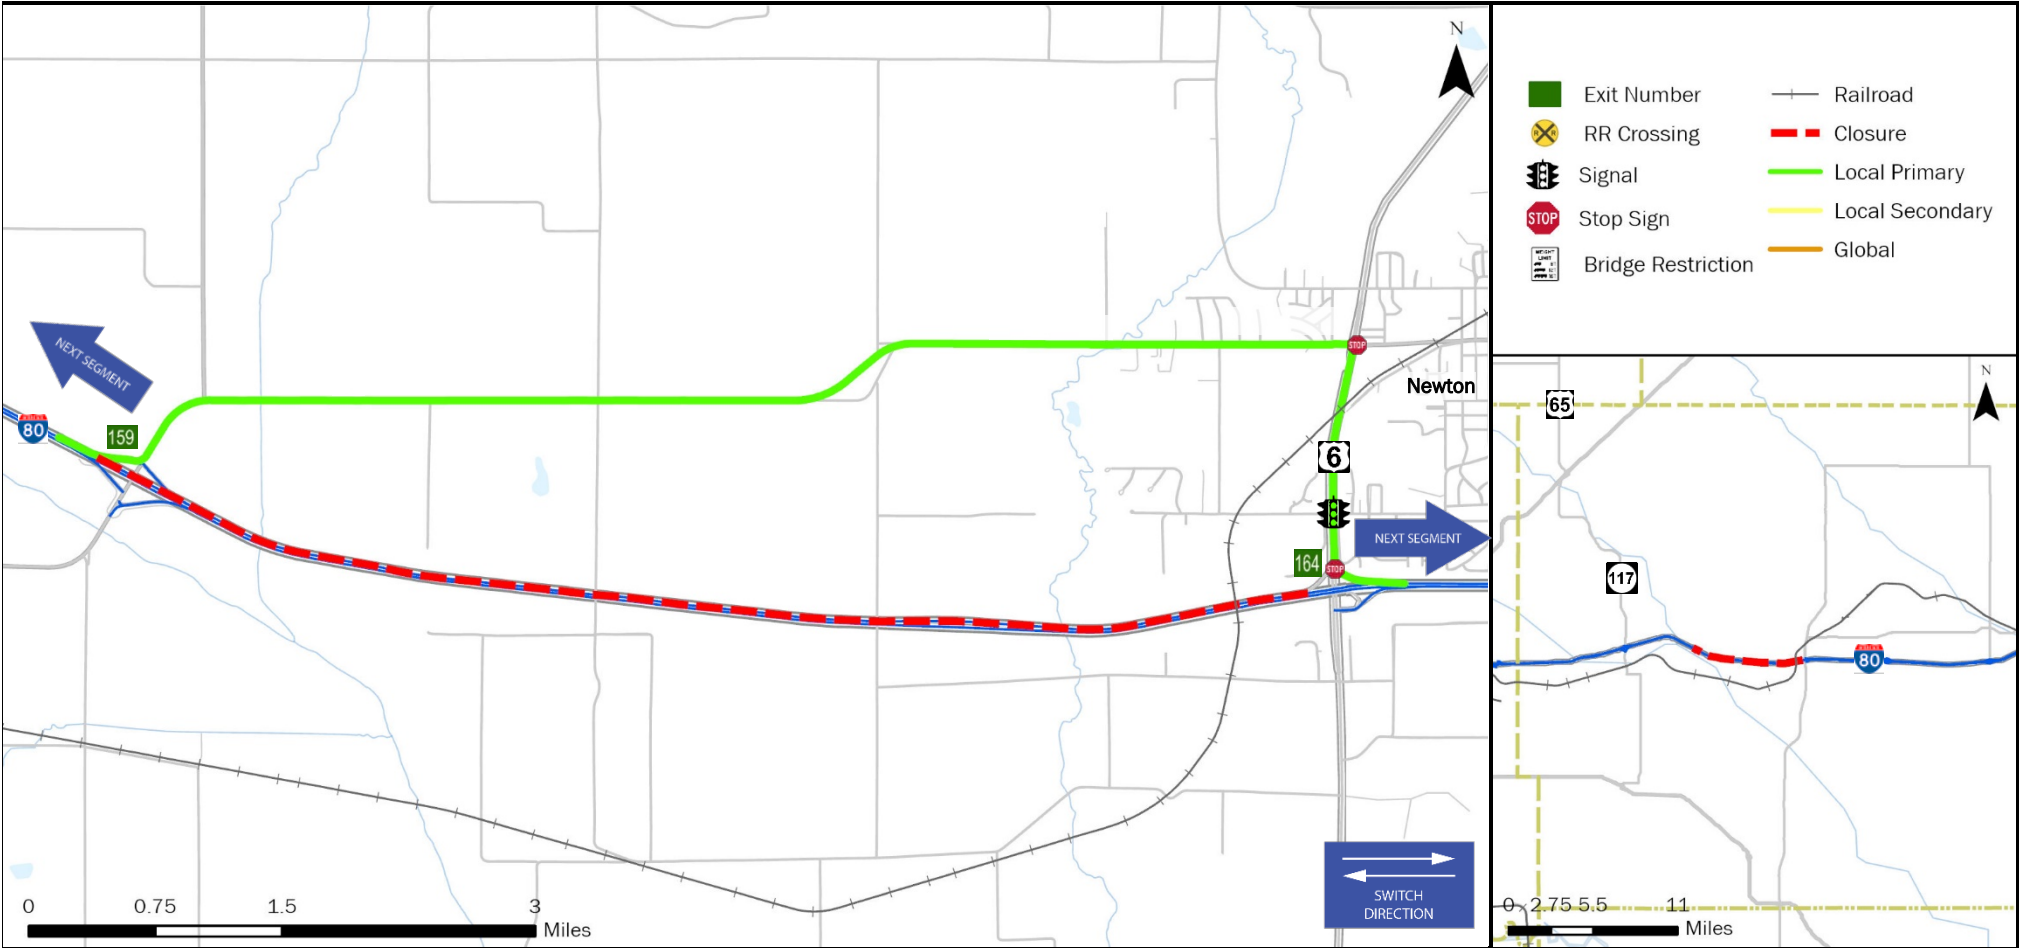 N
NEXT SEGMENT
80
159
STOP
Newton
6
NEXT SEGMENT
164
STOP
0 0.75 1.5 3
Miles
SWITCH
DIRECTION
Exit Number
Railroad
R R
RR Crossing
Closure
Signal
Local Primary
STOP
Stop Sign
Local Secondary
WEIGHT
LIMIT
Bridge Restriction
Global
N
65
117
80
0 2.75 5.5 11
Miles